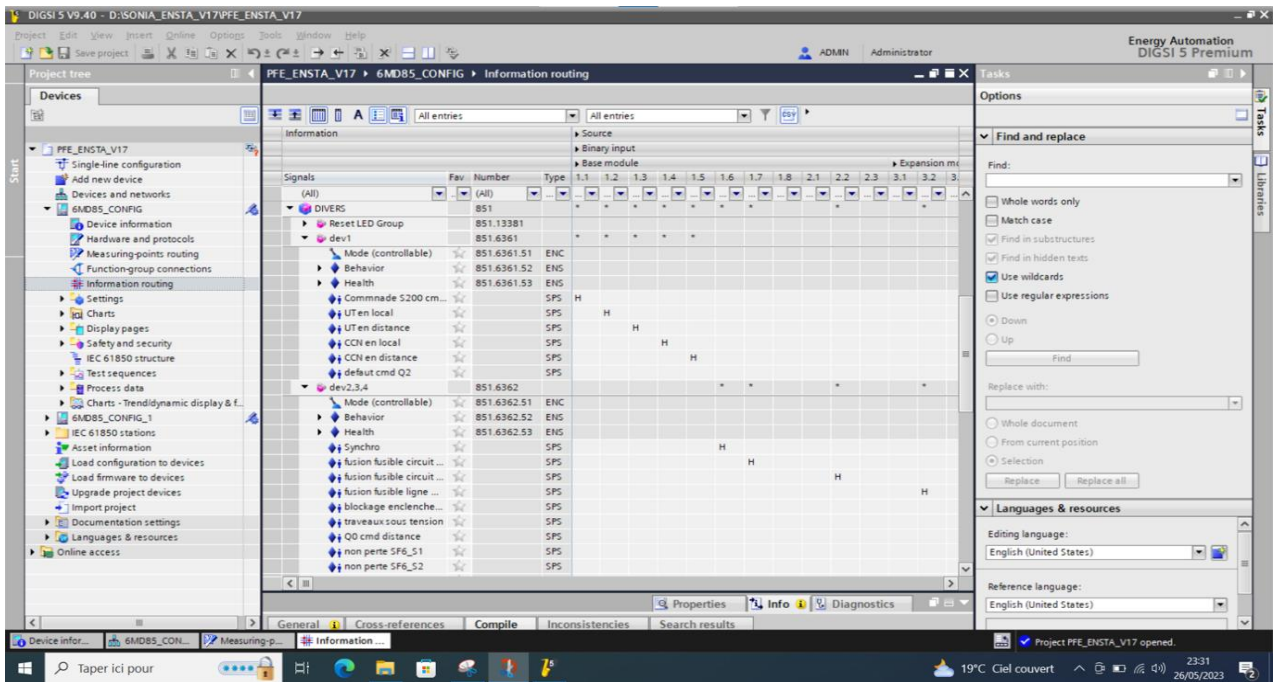 DIGSI 5 V9.40 - D:\SONIA_ENSTA_V17\PFE_ENSTA_V17
Project Edit View Insert Online Options Tools Window Help
Energy Automation
DIGSI 5 Premium
Save project
ADMIN Administrator
Project tree
PFE_ENSTA_V17 6MD85_CONFIG Information routing
Tasks
Devices
Options
Start
All entries All entries
Tasks
Libraries
PFE_ENSTA_V17
Single-line configuration
Add new device
Devices and networks
6MD85_CONFIG
Device information
Hardware and protocols
Measuring-points routing
Function-group connections
Information routing
Settings
Charts
Display pages
Safety and security
IEC 61850 structure
Test sequences
Process data
Charts - Trend/dynamic display & f...
6MD85_CONFIG_1
IEC 61850 stations
Asset information
Load configuration to devices
Load firmware to devices
Upgrade project devices
Import project
Documentation settings
Languages & resources
Online access
Information Source
Binary input
Base module Expansion mo
Signals Fav Number Type 1.1 1.2 1.3 1.4 1.5 1.6 1.7 1.8 2.1 2.2 2.3 3.1 3.2 3.
(All) (All)
DIVERS 851 * * * * * * * * *
Reset LED Group 851.13381
dev1 851.6361 * * * * *
Mode (controllable) 851.6361.51 ENC
Behavior 851.6361.52 ENS
Health 851.6361.53 ENS
Commnade S200 cm... SPS H
UT en local SPS H
UT en distance SPS H
CCN en local SPS H
CCN en distance SPS H
defaut cmd Q2 SPS
dev2,3,4 851.6362 * * * *
Mode (controllable) 851.6362.51 ENC
Behavior 851.6362.52 ENS
Health 851.6362.53 ENS
Synchro SPS H
fusion fusible circuit ... SPS H
fusion fusible circuit ... SPS H
fusion fusible ligne ... SPS H
blockage enclenche... SPS
traveaux sous tension SPS
Q0 cmd distance SPS
non perte SF6_S1 SPS
non perte SF6_S2 SPS
Find and replace
Find:
Whole words only
Match case
Find in substructures
Find in hidden texts
Use wildcards
Use regular expressions
Down
Up
Find
Replace with:
Whole document
From current position
Selection
Replace Replace all
Languages & resources
Editing language:
English (United States)
Reference language:
English (United States)
Properties Info Diagnostics
General Cross-references Compile Inconsistencies Search results
Device infor... 6MD85_CON... Measuring-p... Information ...
Project PFE_ENSTA_V17 opened.
Taper ici pour
19°C Ciel couvert
23:31
26/05/2023